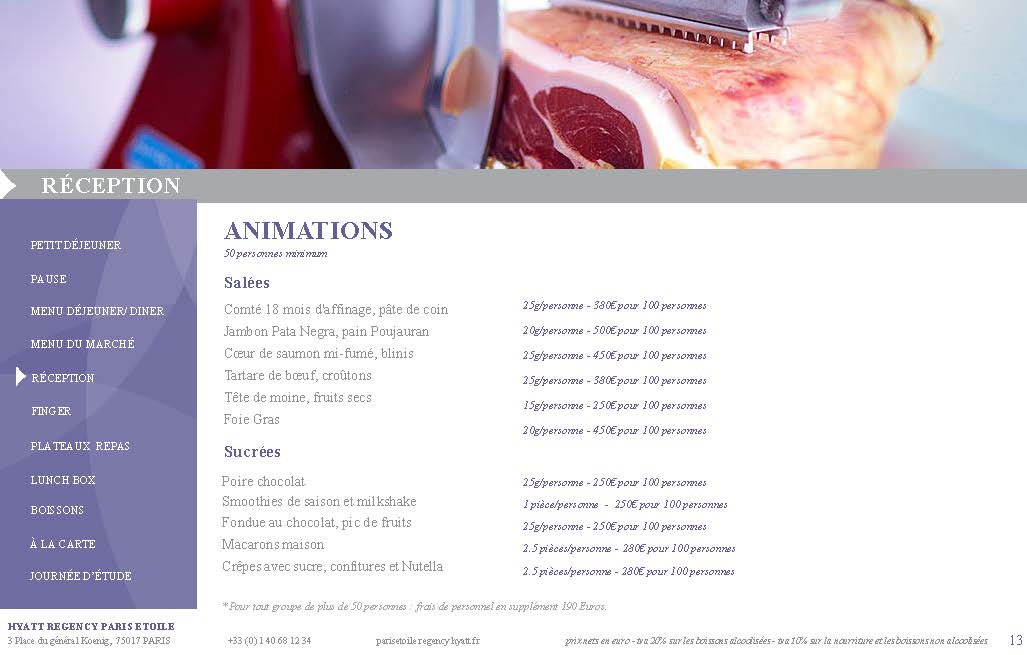 RÉCEPTION
PETIT DÉJEUNER
PAUSE
MENU DÉJEUNER/ DINER
MENU DU MARCHÉ
RÉCEPTION
FINGER
PLATEAUX REPAS
LUNCH BOX
BOISSONS
À LA CARTE
JOURNÉE D'ÉTUDE
ANIMATIONS
50 personnes minimum
Salées
Comté 18 mois d'affinage, pâte de coin 25g/personne - 380€ pour 100 personnes
Jambon Pata Negra, pain Poujauran 20g/personne - 500€ pour 100 personnes
Cœur de saumon mi-fumé, blinis 25g/personne - 450€ pour 100 personnes
Tartare de bœuf, croûtons 25g/personne - 380€ pour 100 personnes
Tête de moine, fruits secs 15g/personne - 250€ pour 100 personnes
Foie Gras 20g/personne - 450€ pour 100 personnes
Sucrées
Poire chocolat 25g/personne - 250€ pour 100 personnes
Smoothies de saison et milkshake 1 pièce/personne - 250€ pour 100 personnes
Fondue au chocolat, pic de fruits 25g/personne - 250€ pour 100 personnes
Macarons maison 2.5 pièces/personne - 280€ pour 100 personnes
Crêpes avec sucre, confitures et Nutella 2.5 pièces/personne - 280€ pour 100 personnes
* Pour tout groupe de plus de 50 personnes : frais de personnel en supplément 190 Euros.
HYATT REGENCY PARIS ETOILE
3 Place du général Koenig, 75017 PARIS +33 (0) 1 40 68 12 34 parisetoile.regency.hyatt.fr prix nets en euro - tva 20% sur les boissons alcoolisées - tva 10% sur la nourriture et les boissons non alcoolisées 13